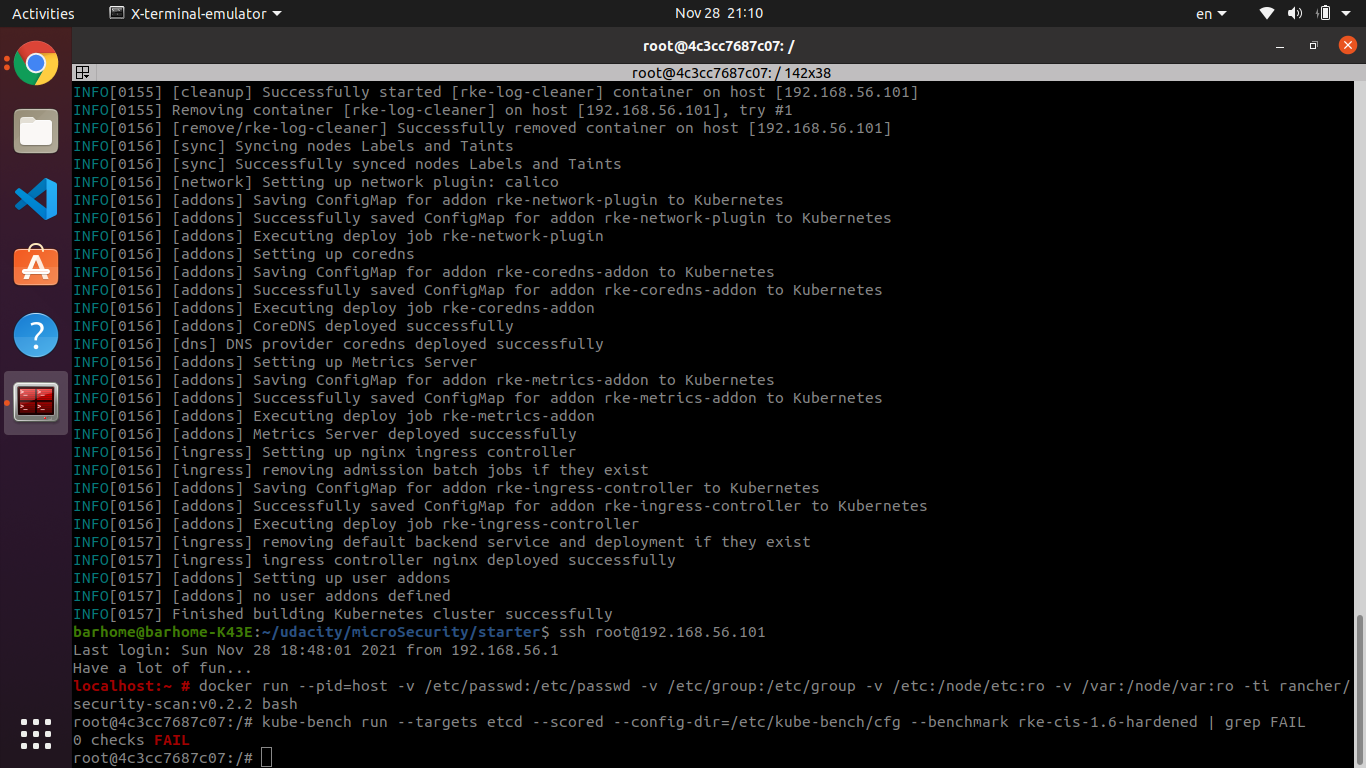 Activities X-terminal-emulator Nov 28 21:10 en
root@4c3cc7687c07: /
root@4c3cc7687c07: / 142x38
INFO[0155] [cleanup] Successfully started [rke-log-cleaner] container on host [192.168.56.101]
INFO[0155] Removing container [rke-log-cleaner] on host [192.168.56.101], try #1
INFO[0156] [remove/rke-log-cleaner] Successfully removed container on host [192.168.56.101]
INFO[0156] [sync] Syncing nodes Labels and Taints
INFO[0156] [sync] Successfully synced nodes Labels and Taints
INFO[0156] [network] Setting up network plugin: calico
INFO[0156] [addons] Saving ConfigMap for addon rke-network-plugin to Kubernetes
INFO[0156] [addons] Successfully saved ConfigMap for addon rke-network-plugin to Kubernetes
INFO[0156] [addons] Executing deploy job rke-network-plugin
INFO[0156] [addons] Setting up coredns
INFO[0156] [addons] Saving ConfigMap for addon rke-coredns-addon to Kubernetes
INFO[0156] [addons] Successfully saved ConfigMap for addon rke-coredns-addon to Kubernetes
INFO[0156] [addons] Executing deploy job rke-coredns-addon
INFO[0156] [addons] CoreDNS deployed successfully
INFO[0156] [dns] DNS provider coredns deployed successfully
INFO[0156] [addons] Setting up Metrics Server
INFO[0156] [addons] Saving ConfigMap for addon rke-metrics-addon to Kubernetes
INFO[0156] [addons] Successfully saved ConfigMap for addon rke-metrics-addon to Kubernetes
INFO[0156] [addons] Executing deploy job rke-metrics-addon
INFO[0156] [addons] Metrics Server deployed successfully
INFO[0156] [ingress] Setting up nginx ingress controller
INFO[0156] [ingress] removing admission batch jobs if they exist
INFO[0156] [addons] Saving ConfigMap for addon rke-ingress-controller to Kubernetes
INFO[0156] [addons] Successfully saved ConfigMap for addon rke-ingress-controller to Kubernetes
INFO[0156] [addons] Executing deploy job rke-ingress-controller
INFO[0157] [ingress] removing default backend service and deployment if they exist
INFO[0157] [ingress] ingress controller nginx deployed successfully
INFO[0157] [addons] Setting up user addons
INFO[0157] [addons] no user addons defined
INFO[0157] Finished building Kubernetes cluster successfully
barhome@barhome-K43E:~/udacity/microSecurity/starter$ ssh root@192.168.56.101
Last login: Sun Nov 28 18:48:01 2021 from 192.168.56.1
Have a lot of fun...
localhost:~ # docker run --pid=host -v /etc/passwd:/etc/passwd -v /etc/group:/etc/group -v /etc:/node/etc:ro -v /var:/node/var:ro -ti rancher/
security-scan:v0.2.2 bash
root@4c3cc7687c07:/# kube-bench run --targets etcd --scored --config-dir=/etc/kube-bench/cfg --benchmark rke-cis-1.6-hardened | grep FAIL
0 checks FAIL
root@4c3cc7687c07:/#